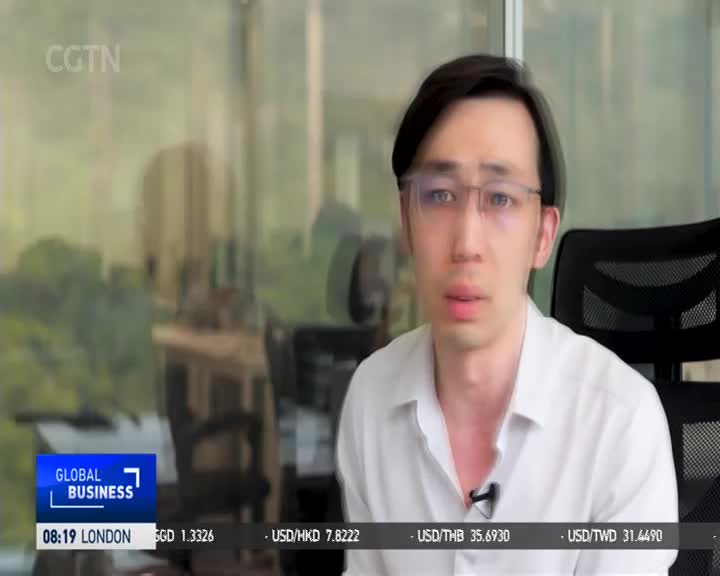 CGTN
GLOBAL
BUSINESS
08:19 LONDON
SGD 1.3326 - USD/HKD 7.8222 - USD/THB 35.6930 - USD/TWD 31.4490 -